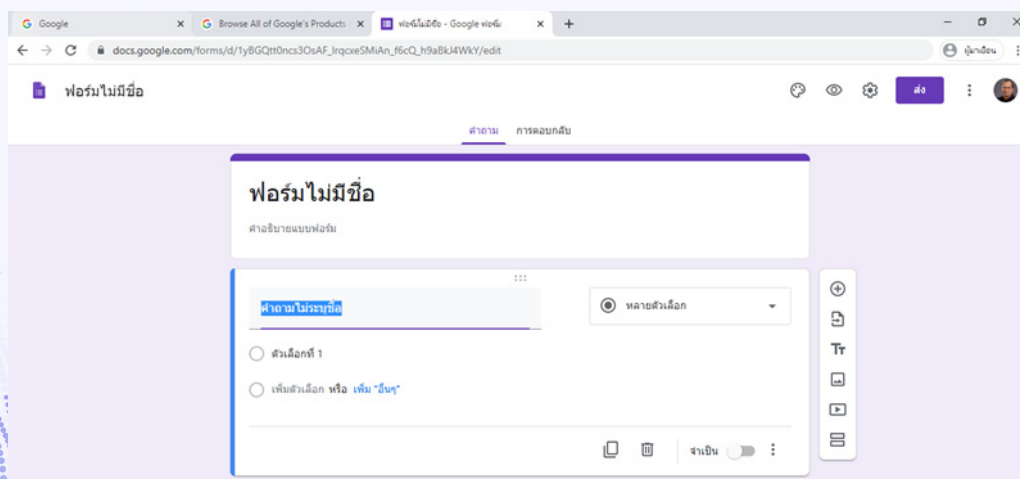 Google
Browse All of Google's Products
ฟอร์มไม่มีชื่อ - Google ฟอร์ม
docs.google.com/forms/d/1yBGQtt0ncs3OsAF_IrqcxeSMiAn_f6cQ_h9aBkJ4WkY/edit
ผู้มาเยือน
ฟอร์มไม่มีชื่อ
ส่ง
คำถาม การตอบกลับ
ฟอร์มไม่มีชื่อ
คำอธิบายแบบฟอร์ม
คำถามไม่ระบุชื่อ
หลายตัวเลือก
ตัวเลือกที่ 1
เพิ่มตัวเลือก หรือ เพิ่ม "อื่นๆ"
จำเป็น
Tт